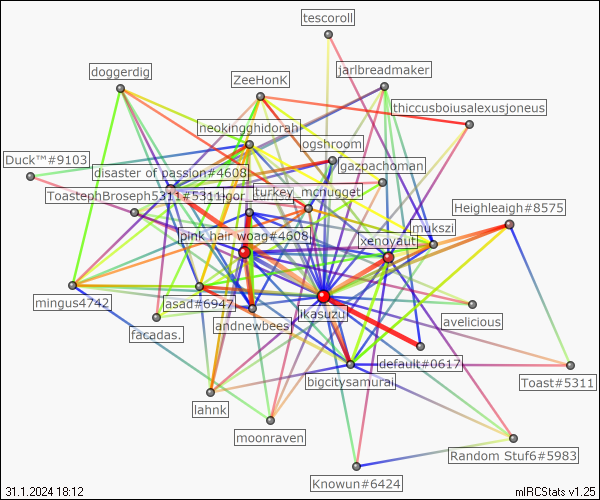 tescoroll
doggerdig
ZeeHonK
jarlbreadmaker
thiccusboiusalexusjoneus
neokingghidorah
ogshroom
Duck™#9103
disaster of passion#4608
gazpachoman
ToastephBroseph5311#5311
igor
turkey_mcnugget
Heighleaigh#8575
pink hair woag#4608
xenoyaut
mukszi
mingus4742
asad#6947
ikasuzu
avelicious
facadas.
andnewbees
default#0617
bigcitysamurai
Toast#5311
lahnk
moonraven
Random Stuf6#5983
Knowun#6424
31.1.2024 18:12
mIRCStats v1.25